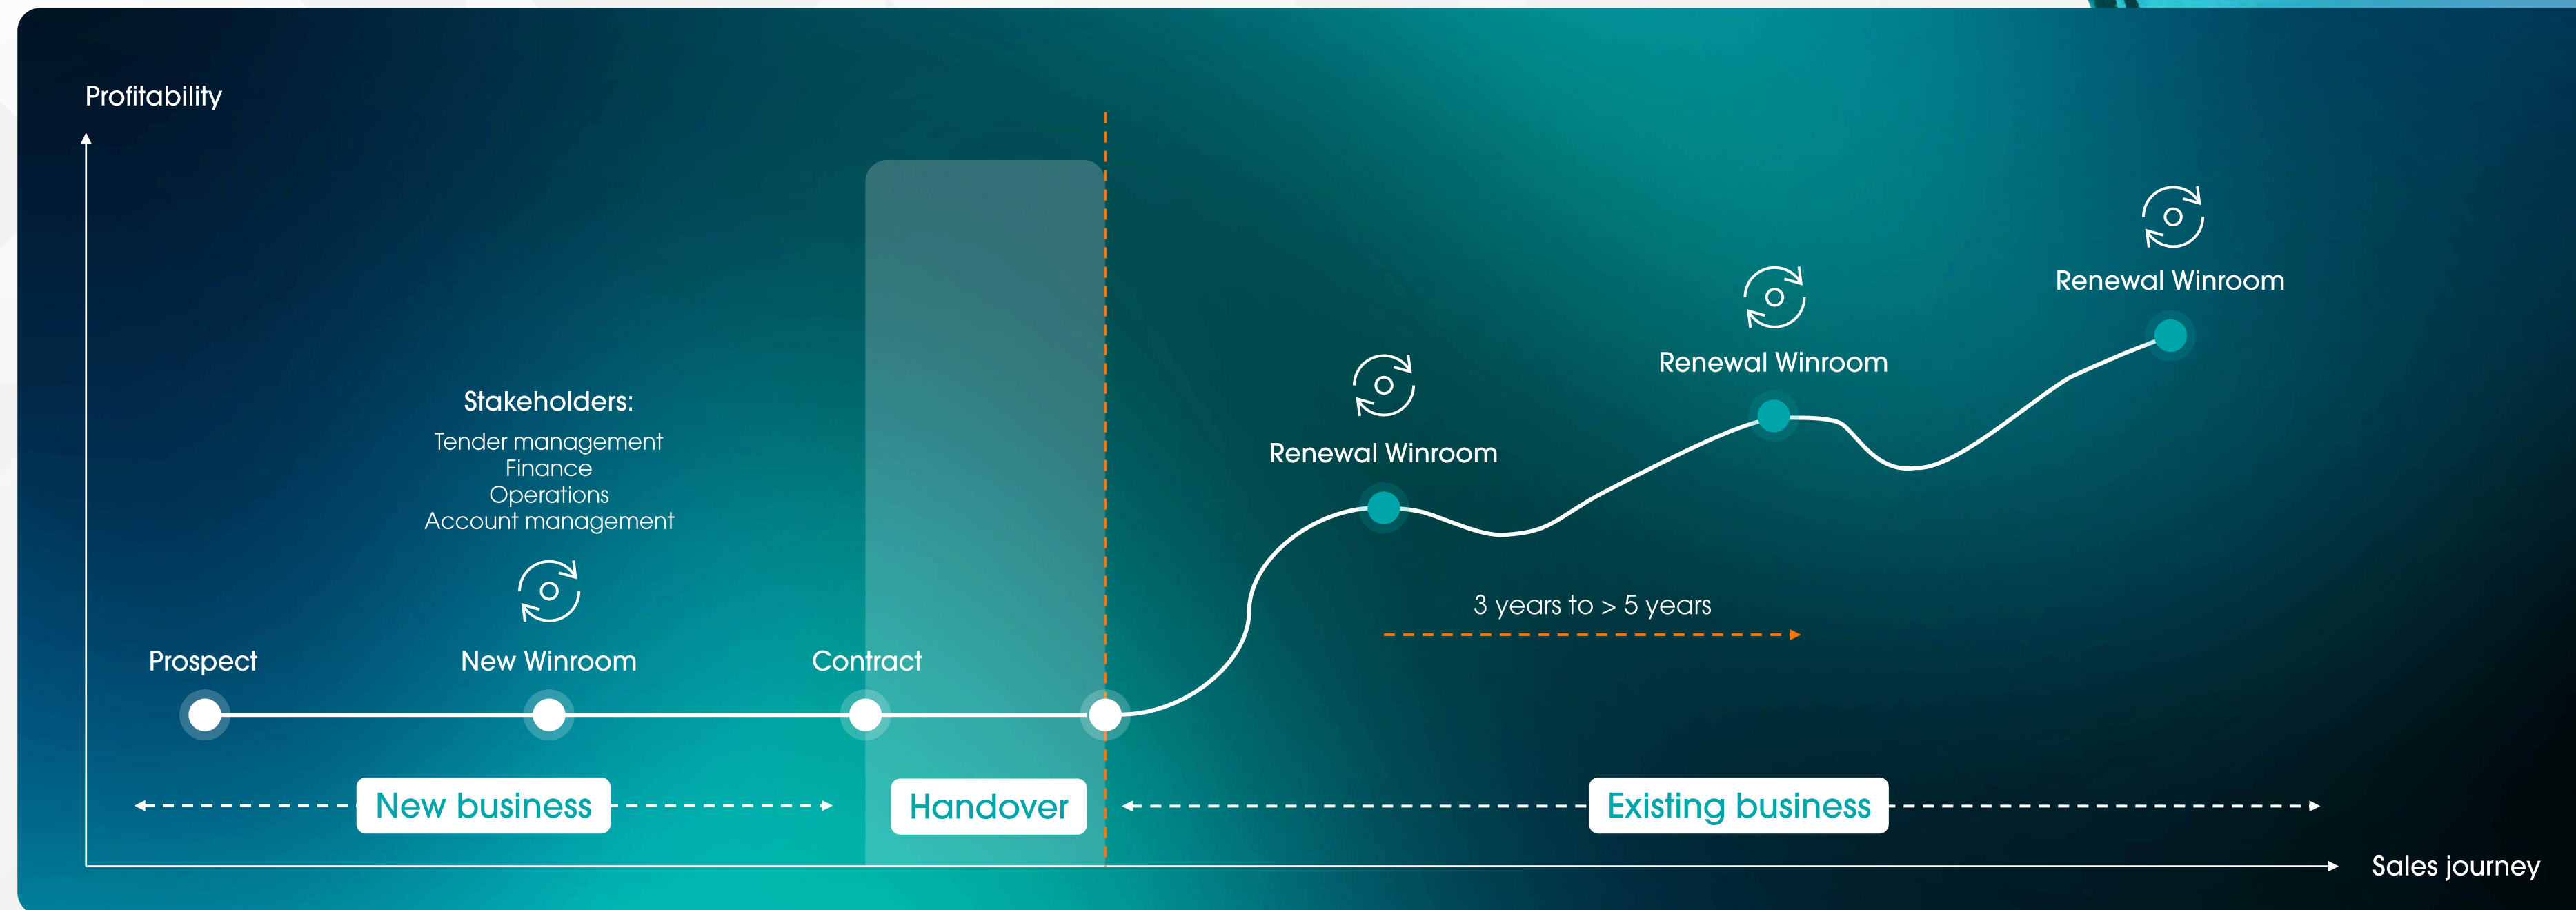 Profitability
Stakeholders:
Tender management
Finance
Operations
Account management
Prospect
New Winroom
Contract
Renewal Winroom
Renewal Winroom
Renewal Winroom
3 years to > 5 years
New business
Handover
Existing business
Sales journey